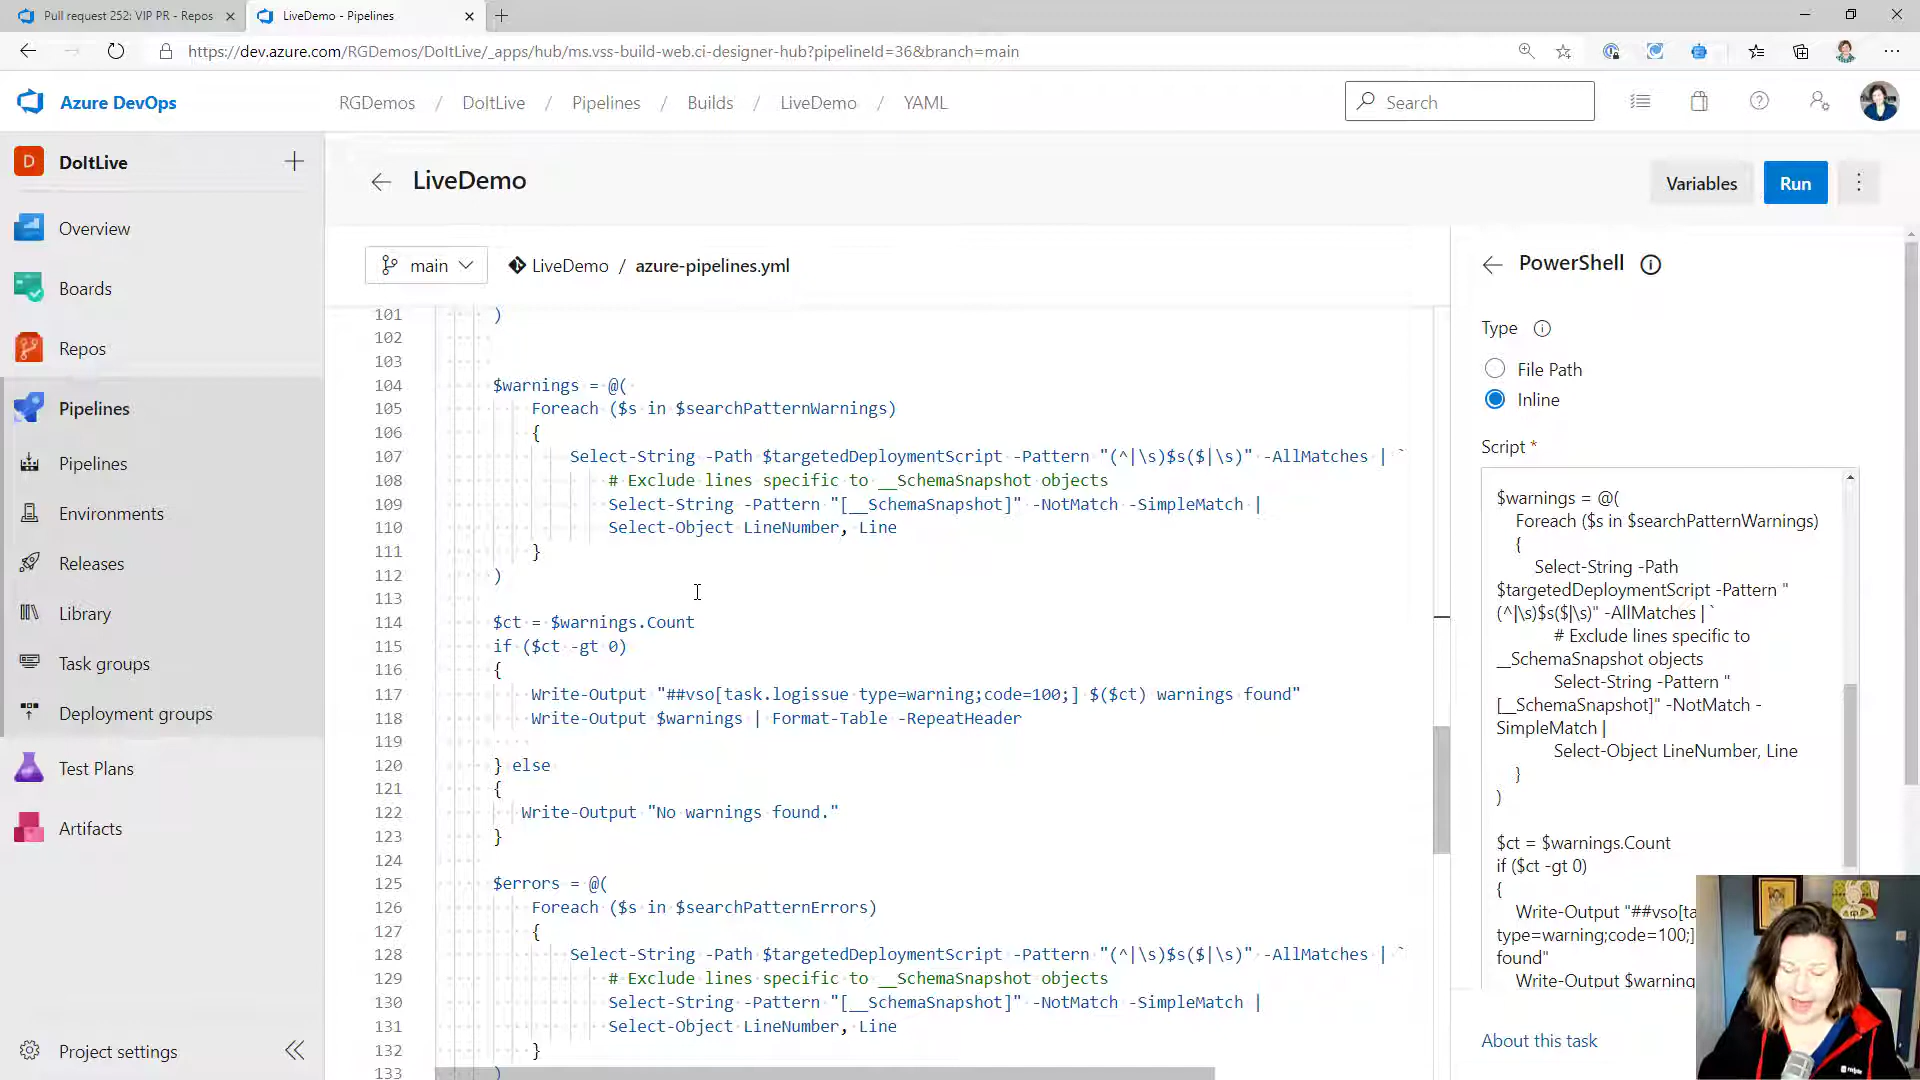 Pull request 252: VIP PR - Repos
LiveDemo - Pipelines
https://dev.azure.com/RGDemos/DoItLive/_apps/hub/ms.vss-build-web.ci-designer-hub?pipelineId=36&branch=main
Azure DevOps
RGDemos / DoItLive / Pipelines / Builds / LiveDemo / YAML
Search
D DoItLive
Overview
Boards
Repos
Pipelines
Pipelines
Environments
Releases
Library
Task groups
Deployment groups
Test Plans
Artifacts
Project settings
LiveDemo
Variables
Run
main
LiveDemo / azure-pipelines.yml
101 )
102
103
104 $warnings = @(
105 Foreach ($s in $searchPatternWarnings)
106 {
107 Select-String -Path $targetedDeploymentScript -Pattern "(^|\s)$s($|\s)" -AllMatches | `
108 # Exclude lines specific to __SchemaSnapshot objects
109 Select-String -Pattern "[__SchemaSnapshot]" -NotMatch -SimpleMatch |
110 Select-Object LineNumber, Line
111 }
112 )
113
114 $ct = $warnings.Count
115 if ($ct -gt 0)
116 {
117 Write-Output "##vso[task.logissue type=warning;code=100;] $($ct) warnings found"
118 Write-Output $warnings | Format-Table -RepeatHeader
119
120 } else
121 {
122 Write-Output "No warnings found."
123 }
124
125 $errors = @(
126 Foreach ($s in $searchPatternErrors)
127 {
128 Select-String -Path $targetedDeploymentScript -Pattern "(^|\s)$s($|\s)" -AllMatches | `
129 # Exclude lines specific to __SchemaSnapshot objects
130 Select-String -Pattern "[__SchemaSnapshot]" -NotMatch -SimpleMatch |
131 Select-Object LineNumber, Line
132 }
133 )
PowerShell
Type
File Path
Inline
Script *
$warnings = @(
Foreach ($s in $searchPatternWarnings)
{
Select-String -Path
$targetedDeploymentScript -Pattern "
(^|\s)$s($|\s)" -AllMatches | `
# Exclude lines specific to
__SchemaSnapshot objects
Select-String -Pattern "
[__SchemaSnapshot]" -NotMatch -
SimpleMatch |
Select-Object LineNumber, Line
}
)
$ct = $warnings.Count
if ($ct -gt 0)
{
Write-Output "##vso[ta
type=warning;code=100;]
found"
Write-Output $warning
About this task